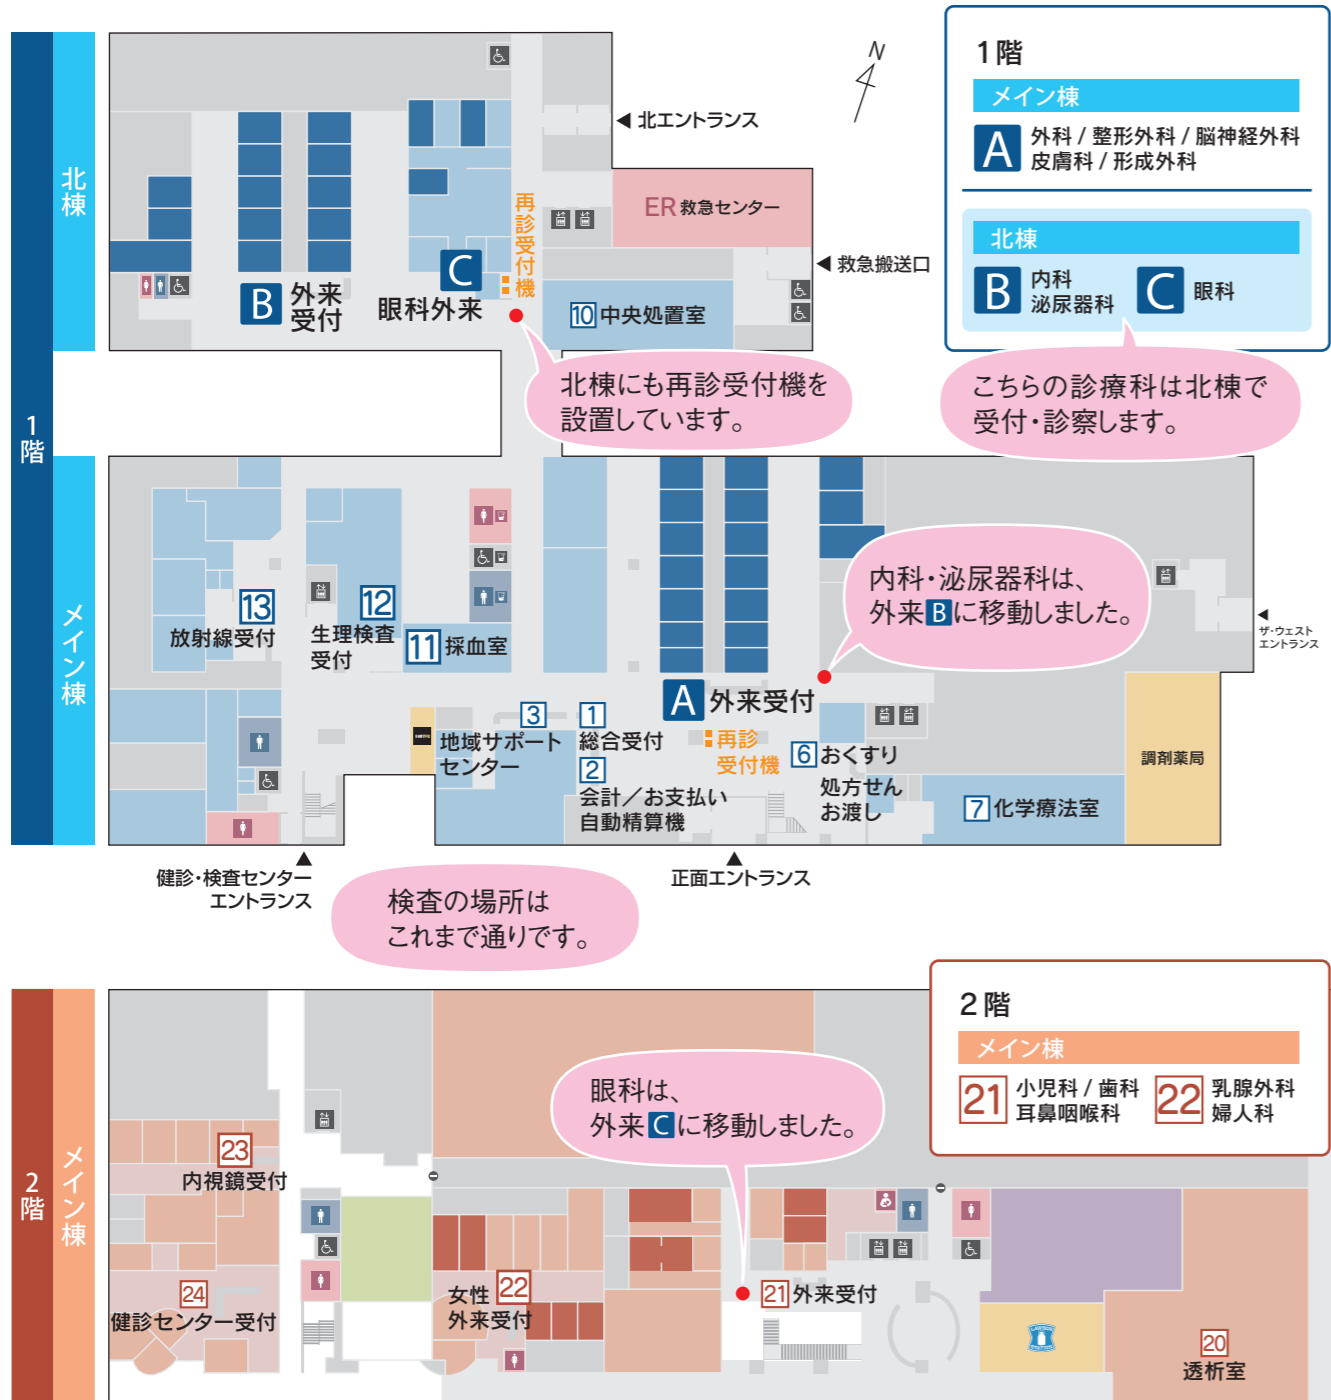 1階
北棟
メイン棟
N
北エントランス
ER 救急センター
救急搬送口
再診受付機
B 外来
受付
C
眼科外来
10 中央処置室
北棟にも再診受付機を
設置しています。
1階
メイン棟
A 外科 / 整形外科 / 脳神経外科
皮膚科 / 形成外科
北棟
B 内科
泌尿器科
C 眼科
こちらの診療科は北棟で
受付・診察します。
内科・泌尿器科は、
外来Bに移動しました。
ザ・ウェスト
エントランス
13
放射線受付
12
生理検査
受付
11 採血室
A 外来受付
3
地域サポート
センター
1
総合受付
2
会計／お支払い
自動精算機
再診
受付機
6 おくすり
処方せん
お渡し
7 化学療法室
調剤薬局
健診・検査センター
エントランス
正面エントランス
検査の場所は
これまで通りです。
2階
メイン棟
2階
メイン棟
21 小児科 / 歯科
耳鼻咽喉科
22 乳腺外科
婦人科
眼科は、
外来Cに移動しました。
23
内視鏡受付
24
健診センター受付
女性 22
外来受付
21 外来受付
20
透析室